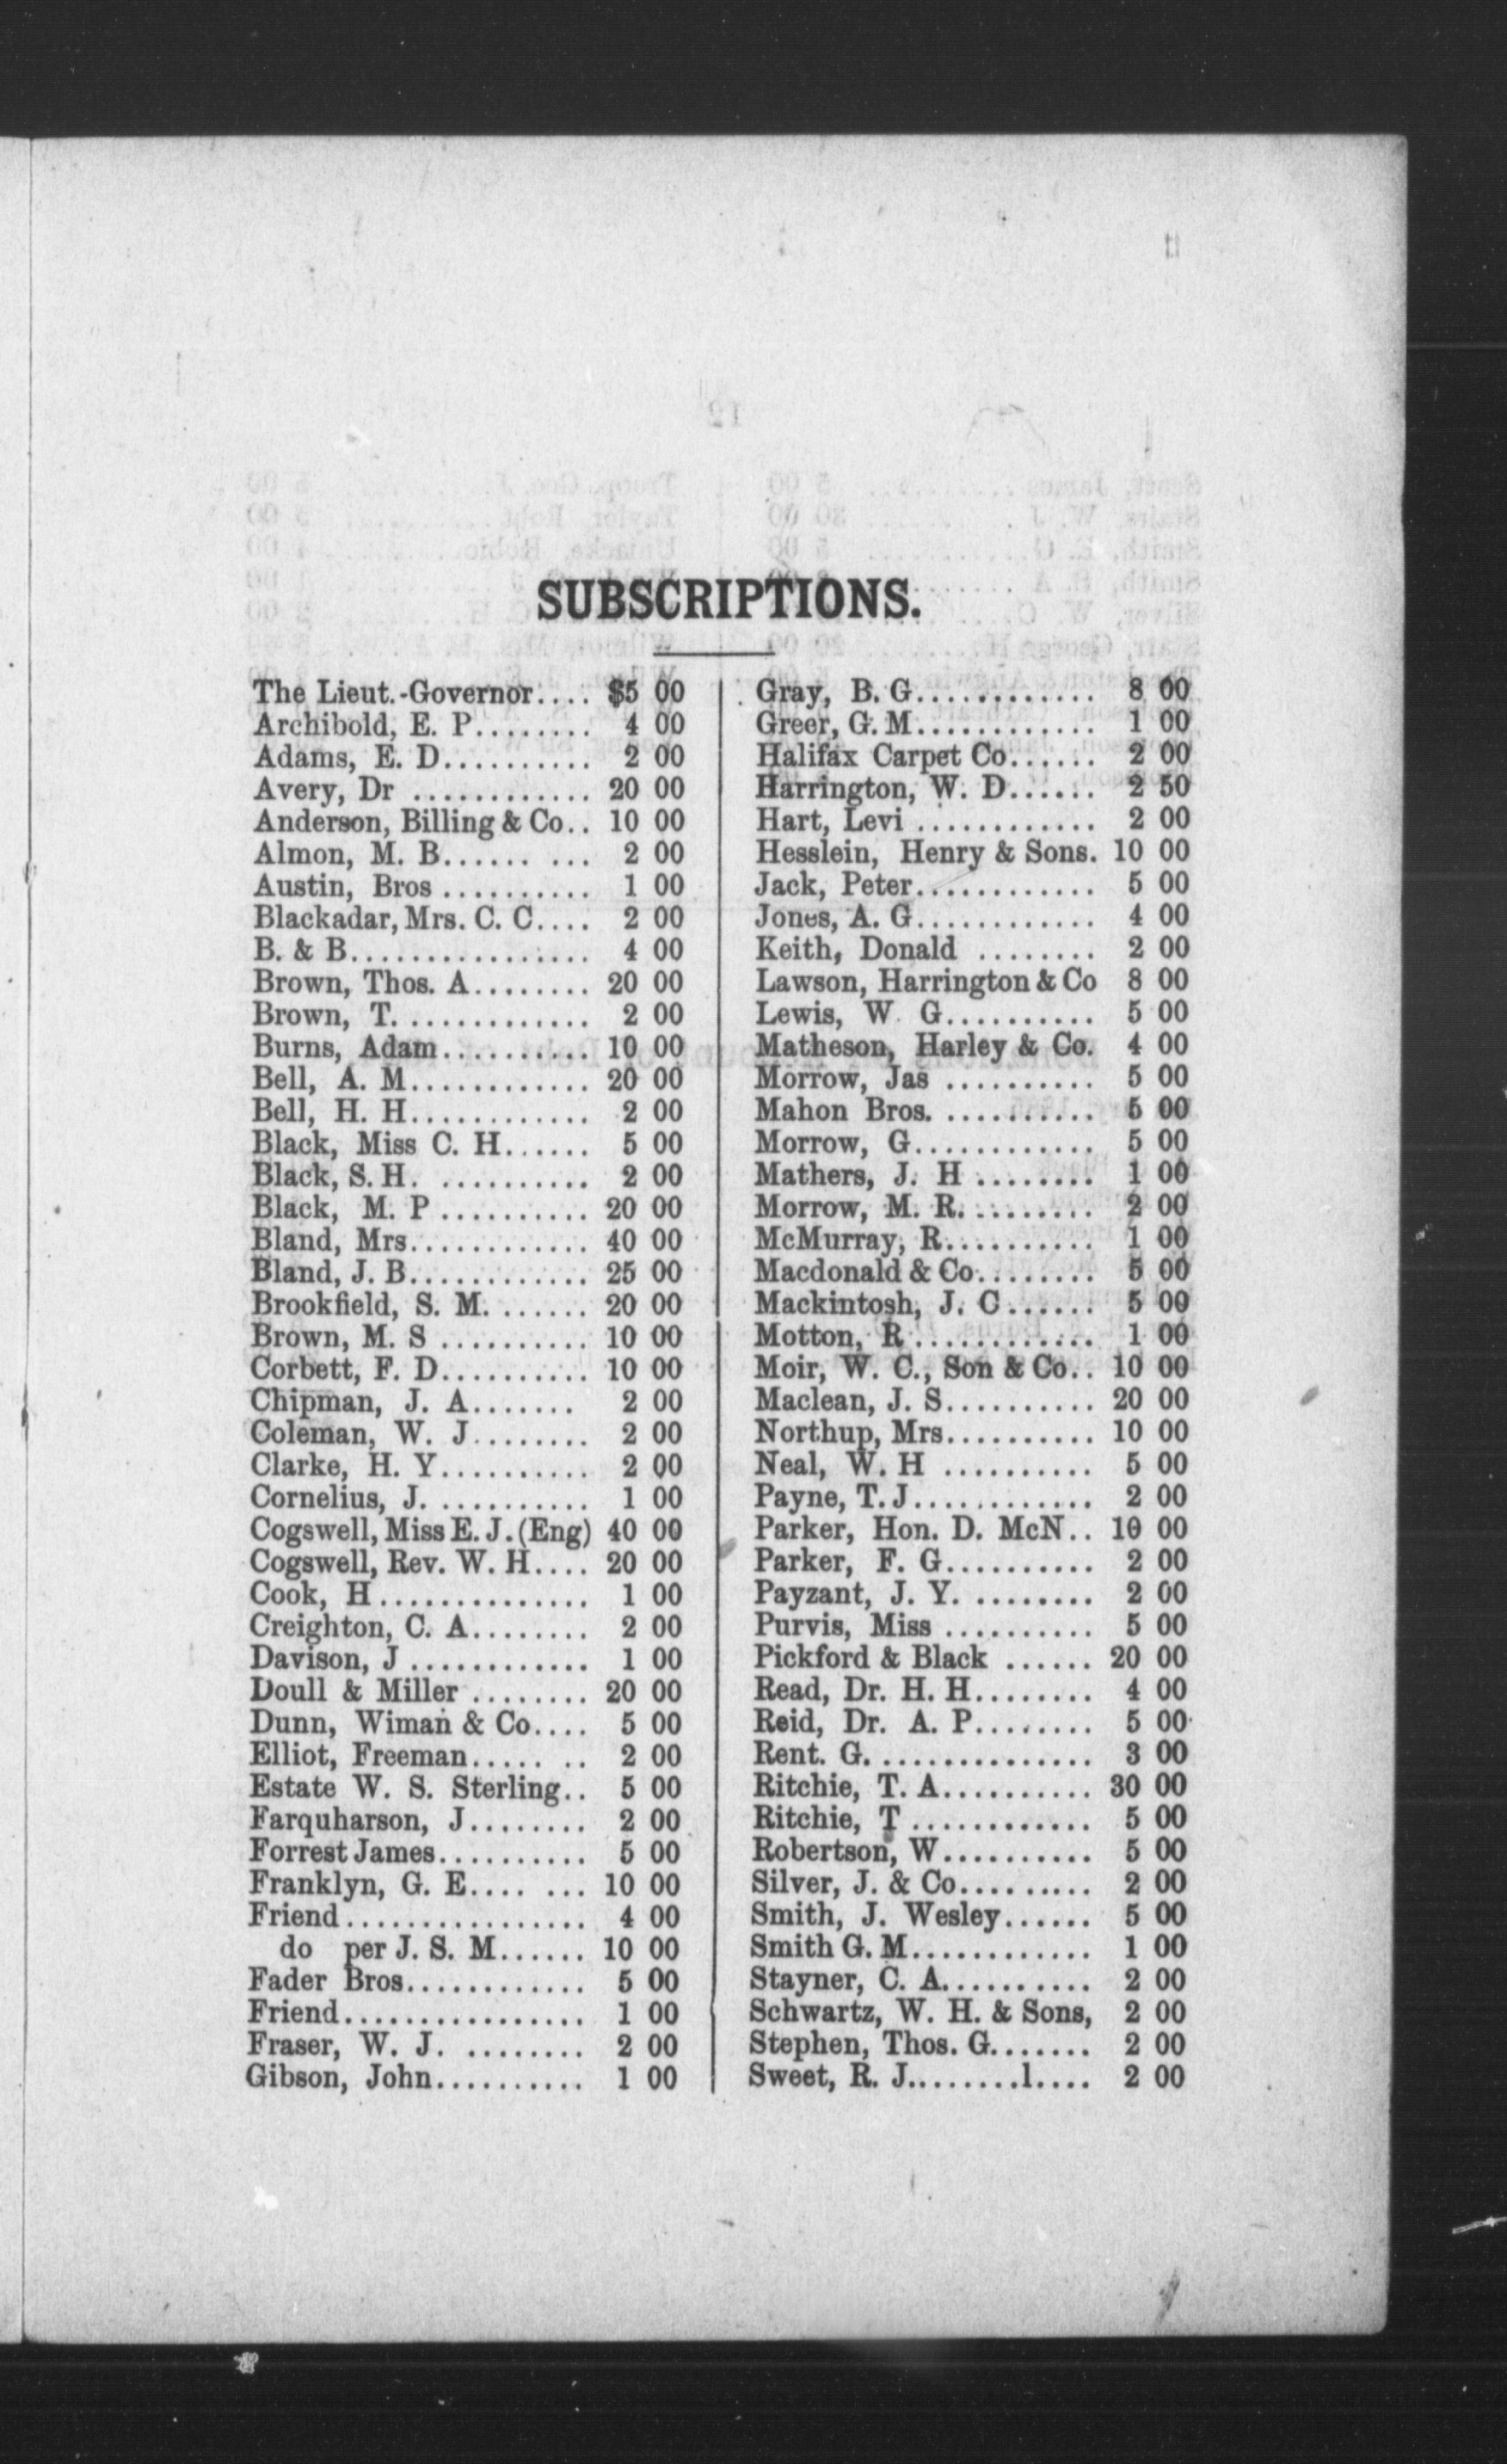 SUBSCRIPTIONS.
The Lieut.-Governor.... $5 00
Archibold, E. P........ 4 00
Adams, E. D.......... 2 00
Avery, Dr ............ 20 00
Anderson, Billing & Co.. 10 00
Almon, M. B...... ... 2 00
Austin, Bros .......... 1 00
Blackadar, Mrs. C. C.... 2 00
B. & B................ 4 00
Brown, Thos. A........ 20 00
Brown, T. ............. 2 00
Burns, Adam.......... 10 00
Bell, A. M............ 20 00
Bell, H. H............ 2 00
Black, Miss C. H...... 5 00
Black, S. H. .......... 2 00
Black, M. P .......... 20 00
Bland, Mrs............ 40 00
Bland, J. B............ 25 00
Brookfield, S. M. ...... 20 00
Brown, M. S .......... 10 00
Corbett, F. D.......... 10 00
Chipman, J. A....... 2 00
Coleman, W. J........ 2 00
Clarke, H. Y.......... 2 00
Cornelius, J. .......... 1 00
Cogswell, Miss E. J. (Eng) 40 00
Cogswell, Rev. W. H.... 20 00
Cook, H.............. 1 00
Creighton, C. A........ 2 00
Davison, J ............ 1 00
Doull & Miller ........ 20 00
Dunn, Wiman & Co.... 5 00
Elliot, Freeman..... .. 2 00
Estate W. S. Sterling.. 5 00
Farquharson, J........ 2 00
Forrest James.......... 5 00
Franklyn, G. E.... ... 10 00
Friend................ 4 00
do per J. S. M...... 10 00
Fader Bros............ 5 00
Friend................ 1 00
Fraser, W. J. ........ 2 00
Gibson, John.......... 1 00
Gray, B. G............ 8 00
Greer, G. M............ 1 00
Halifax Carpet Co...... 2 00
Harrington, W. D...... 2 50
Hart, Levi ............ 2 00
Hesslein, Henry & Sons. 10 00
Jack, Peter............ 5 00
Jones, A. G............ 4 00
Keith, Donald ........ 2 00
Lawson, Harrington & Co 8 00
Lewis, W. G.......... 5 00
Matheson, Harley & Co. 4 00
Morrow, Jas .......... 5 00
Mahon Bros. .......... 5 00
Morrow, G............ 5 00
Mathers, J. H ........ 1 00
Morrow, M. R. ........ 2 00
McMurray, R.......... 1 00
Macdonald & Co........ 5 00
Mackintosh, J. C...... 5 00
Motton, R ............ 1 00
Moir, W. C., Son & Co.. 10 00
Maclean, J. S.......... 20 00
Northup, Mrs.......... 10 00
Neal, W. H .......... 5 00
Payne, T. J............ 2 00
Parker, Hon. D. McN.. 10 00
Parker, F. G.......... 2 00
Payzant, J. Y. ........ 2 00
Purvis, Miss .......... 5 00
Pickford & Black ...... 20 00
Read, Dr. H. H........ 4 00
Reid, Dr. A. P........ 5 00
Rent. G. .............. 3 00
Ritchie, T. A.......... 30 00
Ritchie, T ............ 5 00
Robertson, W.......... 5 00
Silver, J. & Co......... 2 00
Smith, J. Wesley...... 5 00
Smith G. M............ 1 00
Stayner, C. A.......... 2 00
Schwartz, W. H. & Sons, 2 00
Stephen, Thos. G....... 2 00
Sweet, R. J........l.... 2 00